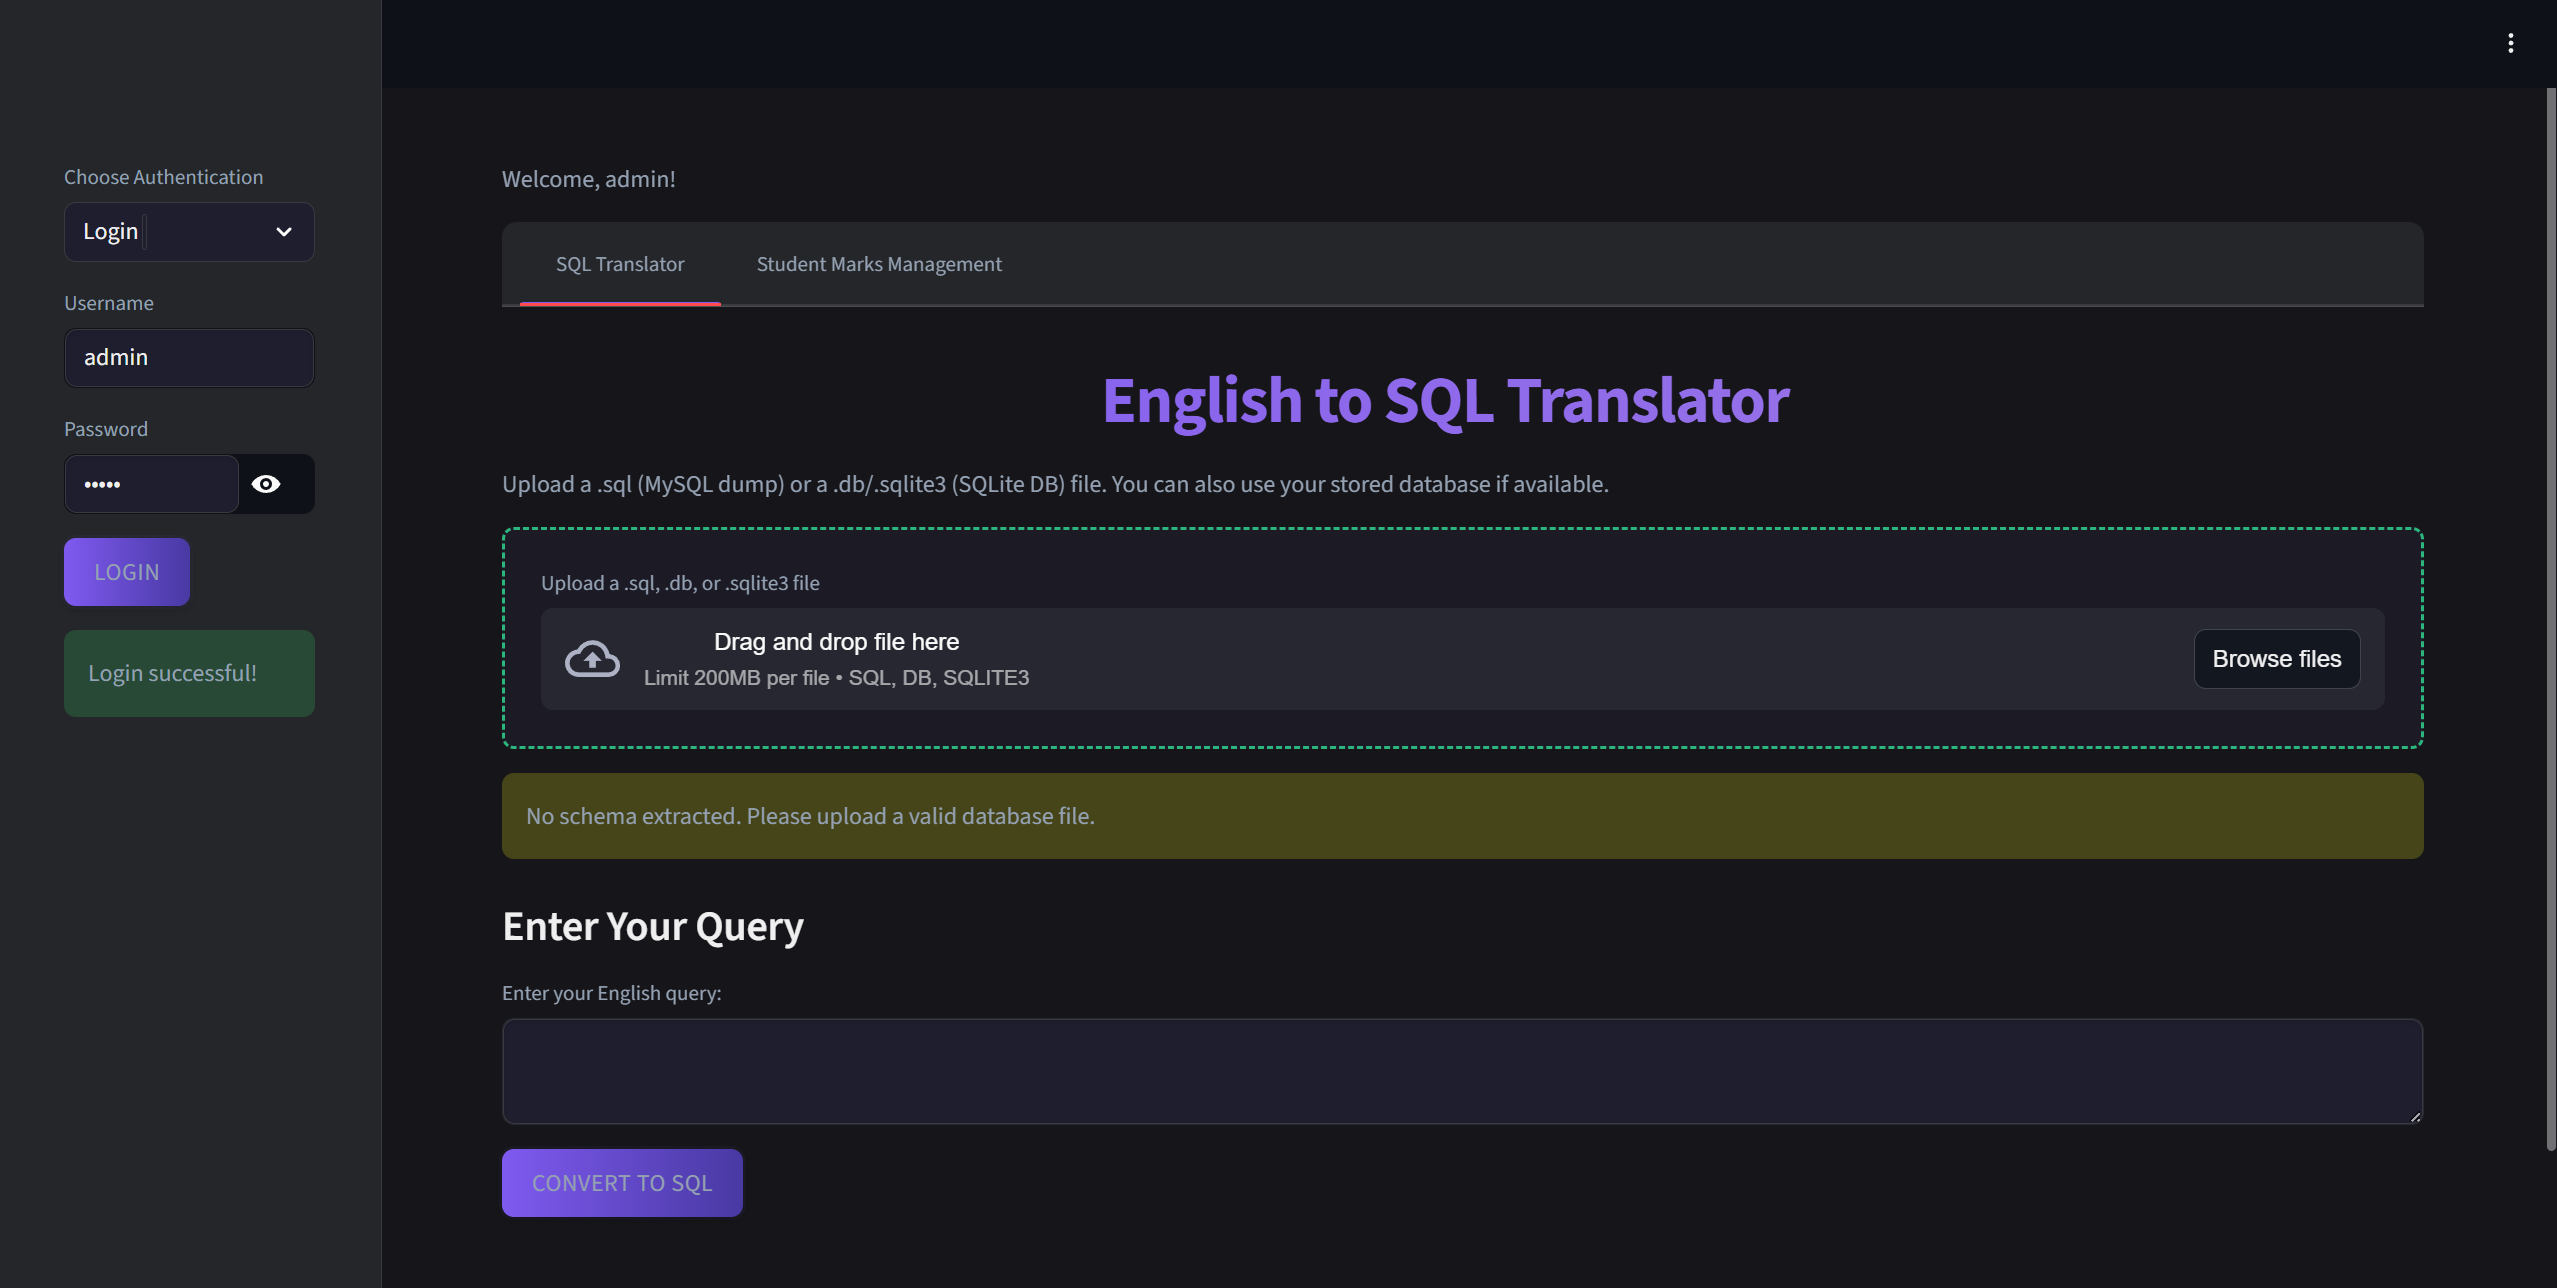 Choose Authentication
Login
Username
admin
Password
•••••
LOGIN
Login successful!
Welcome, admin!
SQL Translator
Student Marks Management
English to SQL Translator
Upload a .sql (MySQL dump) or a .db/.sqlite3 (SQLite DB) file. You can also use your stored database if available.
Upload a .sql, .db, or .sqlite3 file
Drag and drop file here
Limit 200MB per file • SQL, DB, SQLITE3
Browse files
No schema extracted. Please upload a valid database file.
Enter Your Query
Enter your English query:
CONVERT TO SQL